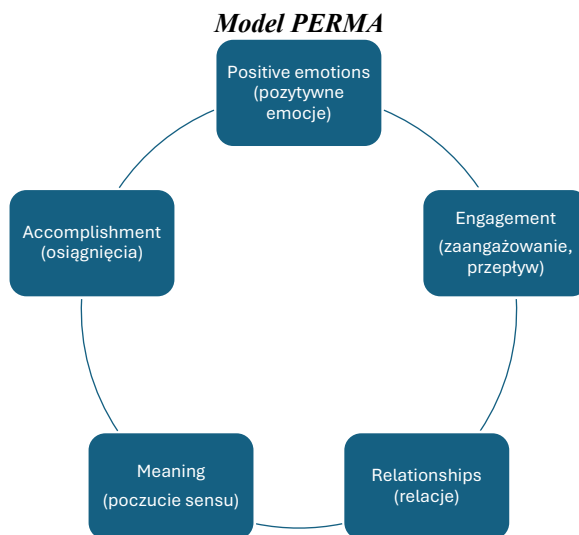 Model PERMA
Positive emotions
(pozytywne
emocje)
Engagement
(zaangażowanie,
przepływ)
Relationships
(relacje)
Meaning
(poczucie sensu)
Accomplishment
(osiągnięcia)